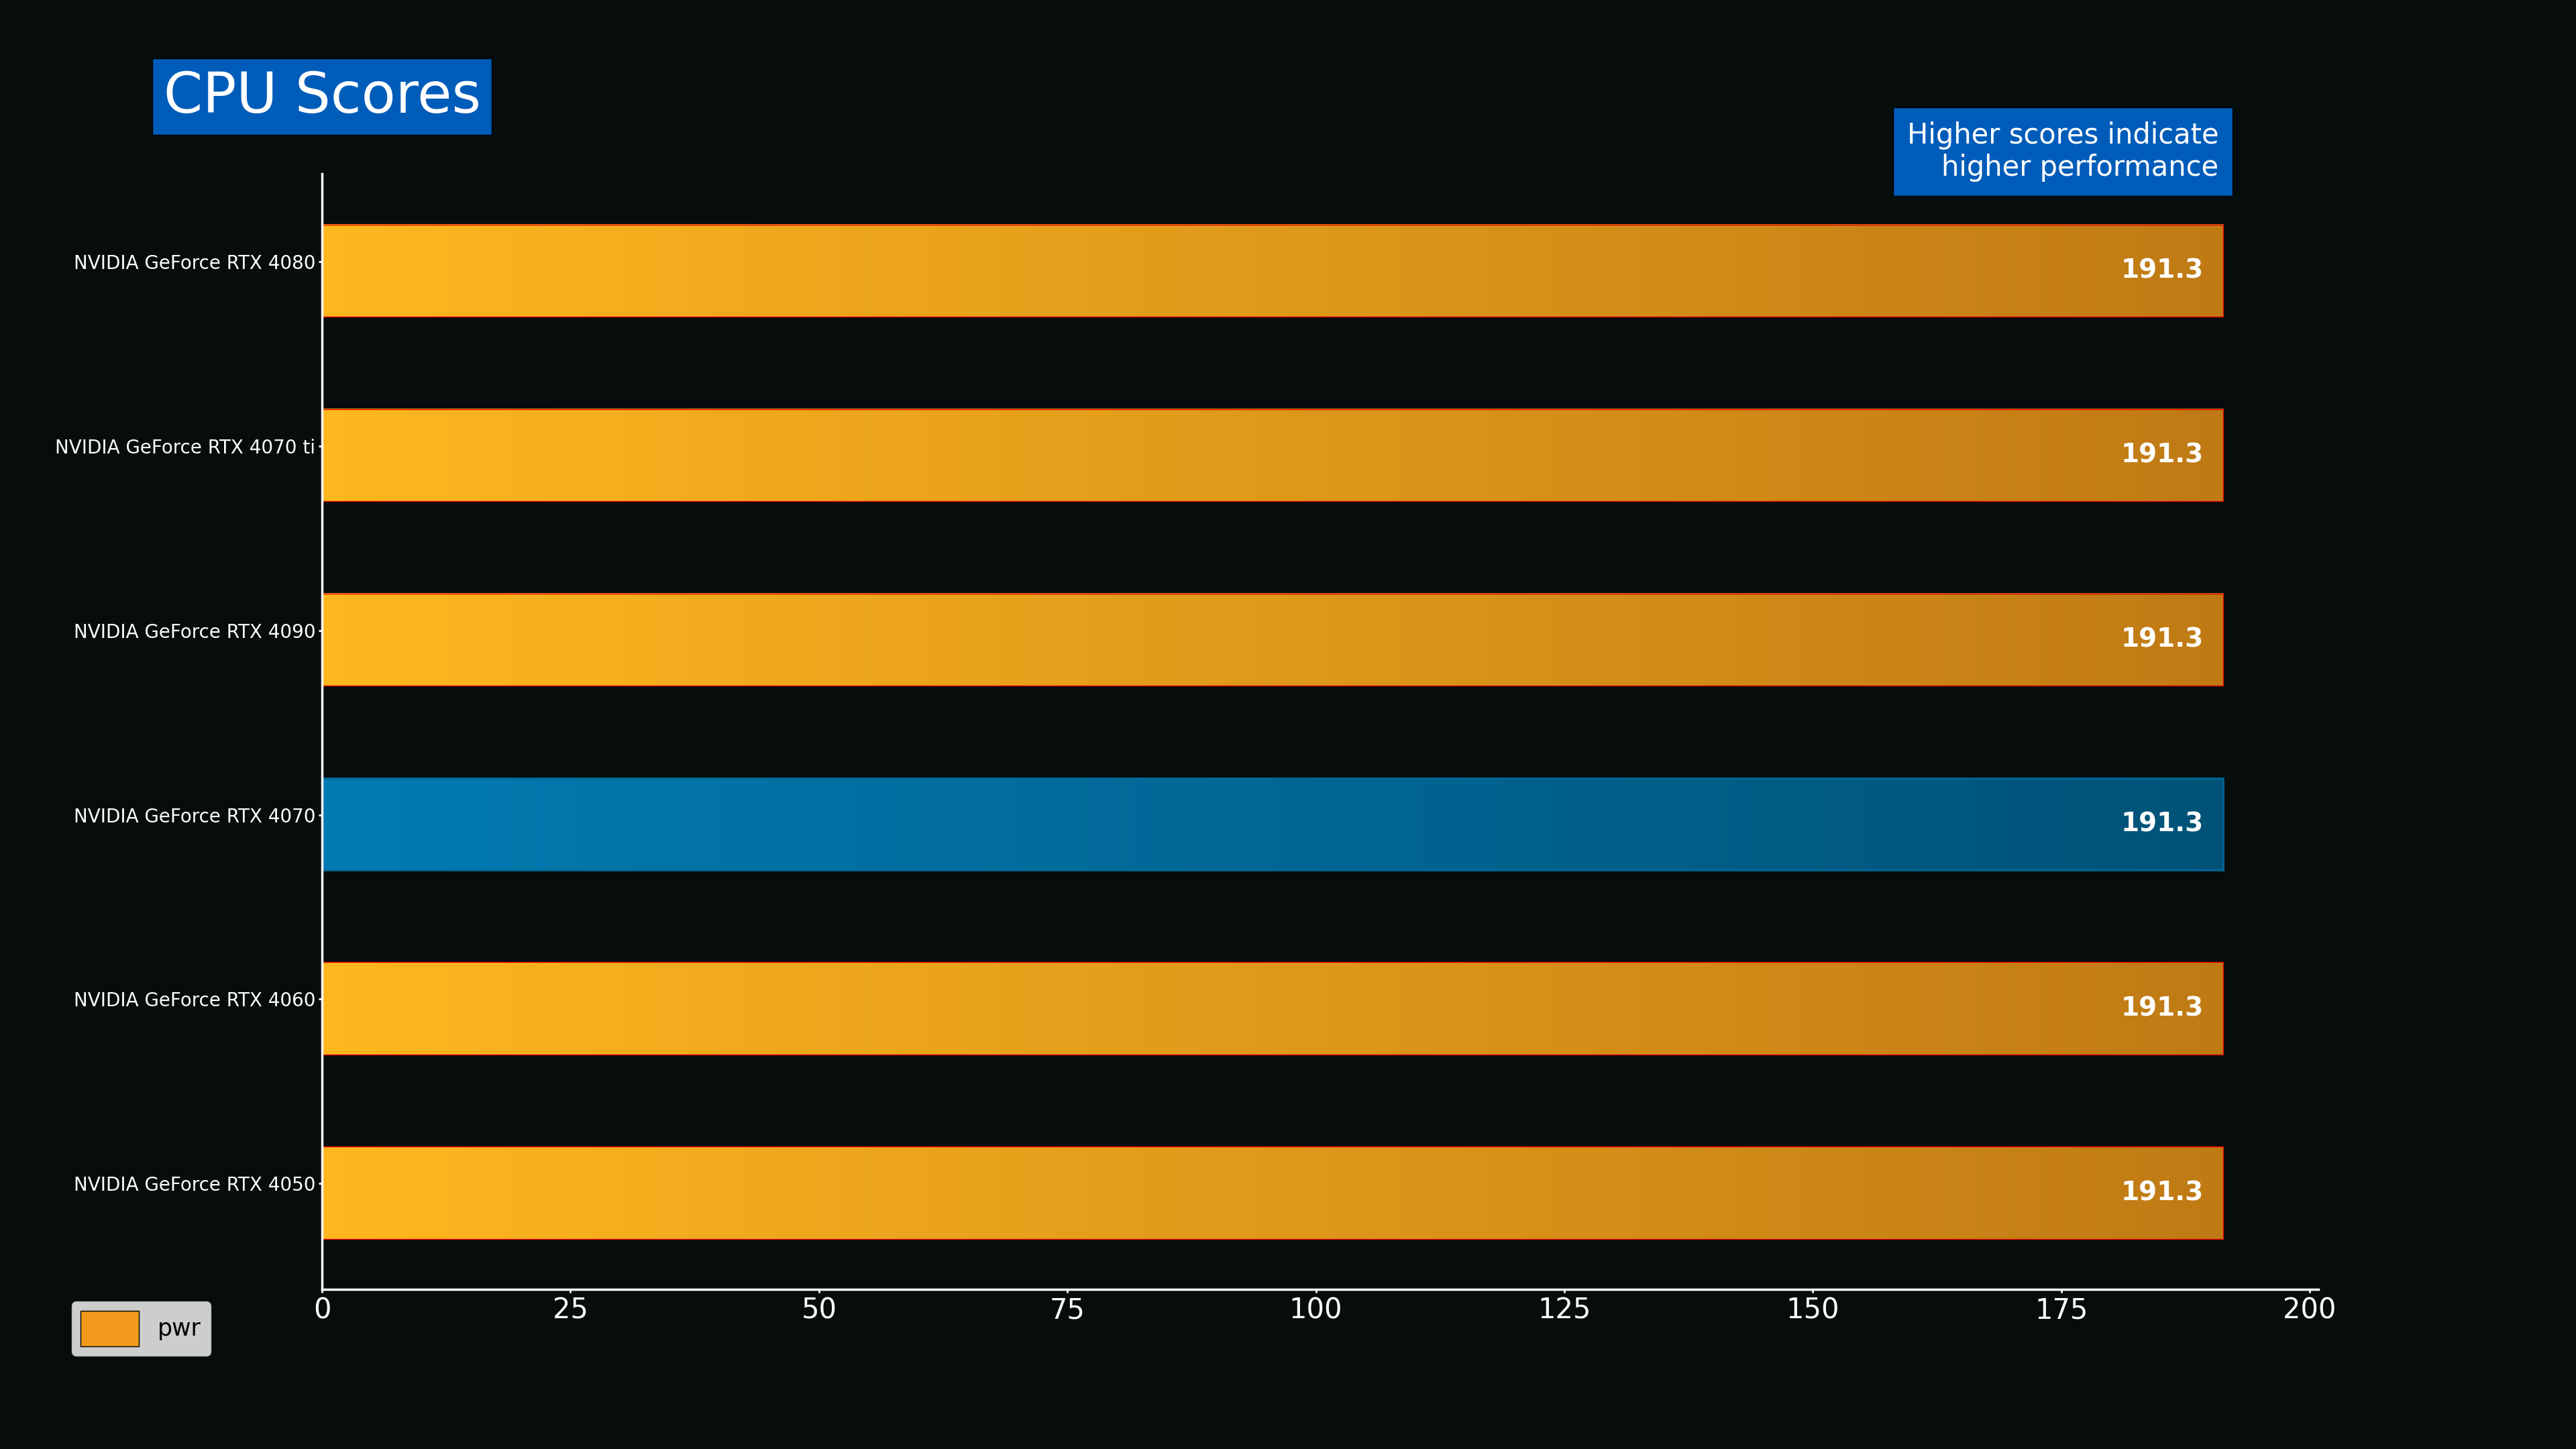 CPU Scores
Higher scores indicate
higher performance
NVIDIA GeForce RTX 4080
191.3
NVIDIA GeForce RTX 4070 ti
191.3
NVIDIA GeForce RTX 4090
191.3
NVIDIA GeForce RTX 4070
191.3
NVIDIA GeForce RTX 4060
191.3
NVIDIA GeForce RTX 4050
191.3
0 25 50 75 100 125 150 175 200
pwr